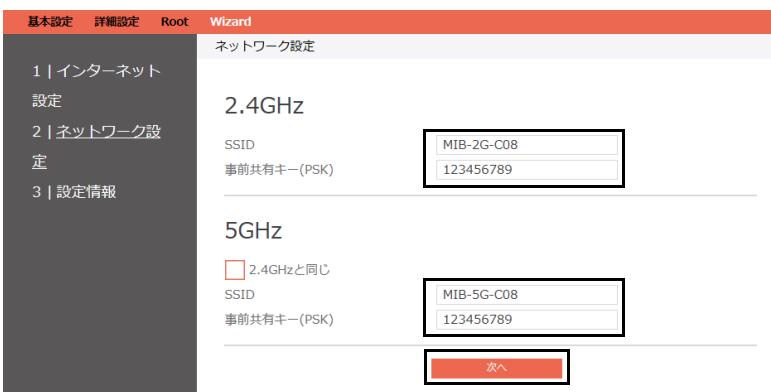 基本設定 詳細設定 Root Wizard
ネットワーク設定
1 | インターネット
設定
2 | ネットワーク設
定
3 | 設定情報
2.4GHz
SSID MIB-2G-C08
事前共有キー(PSK) 123456789
5GHz
2.4GHzと同じ
SSID MIB-5G-C08
事前共有キー(PSK) 123456789
次へ